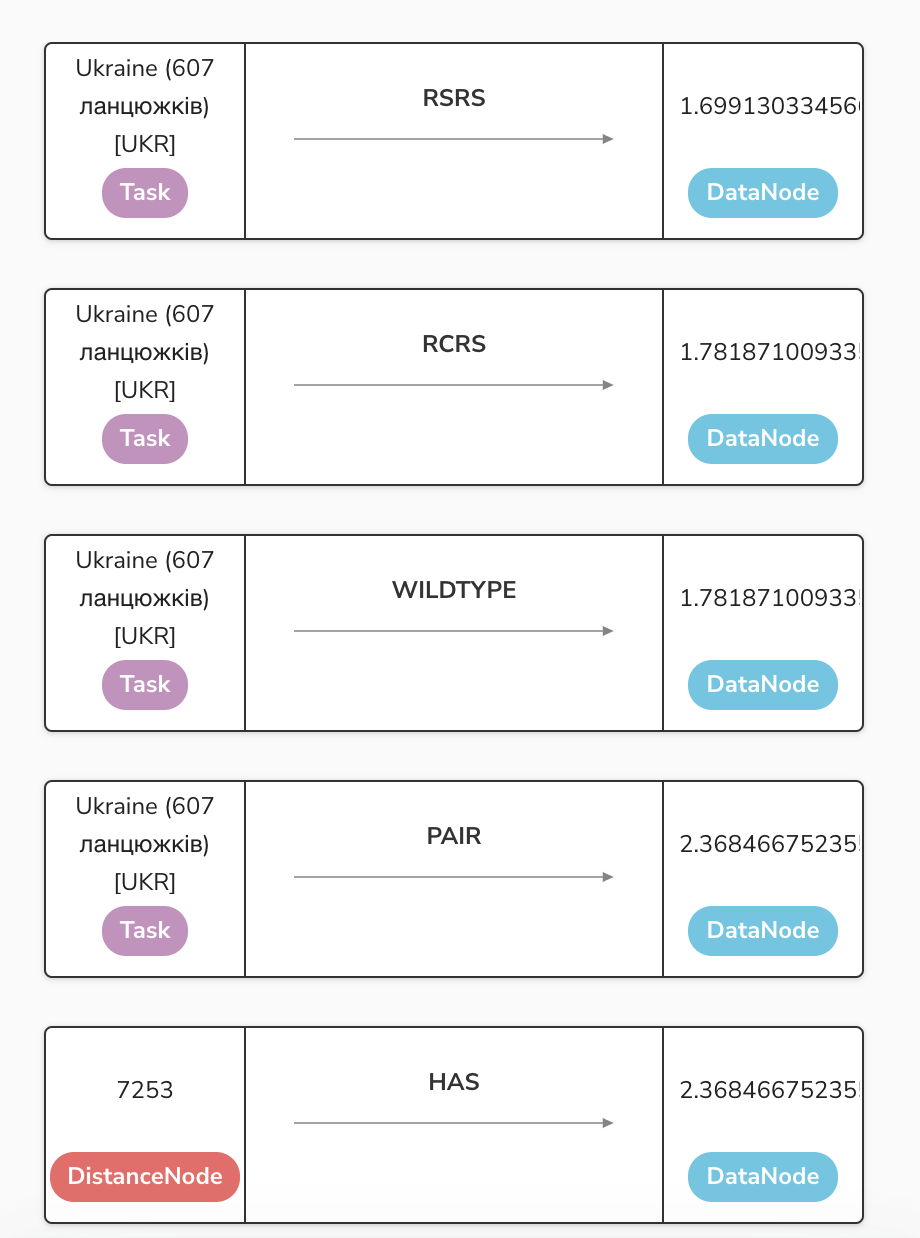 Ukraine (607
ланцюжків)
[UKR]
Task
RSRS
1.69913033456
DataNode
Ukraine (607
ланцюжків)
[UKR]
Task
RCRS
1.78187100933
DataNode
Ukraine (607
ланцюжків)
[UKR]
Task
WILDTYPE
1.78187100933
DataNode
Ukraine (607
ланцюжків)
[UKR]
Task
PAIR
2.36846675235
DataNode
7253
DistanceNode
HAS
2.36846675235
DataNode